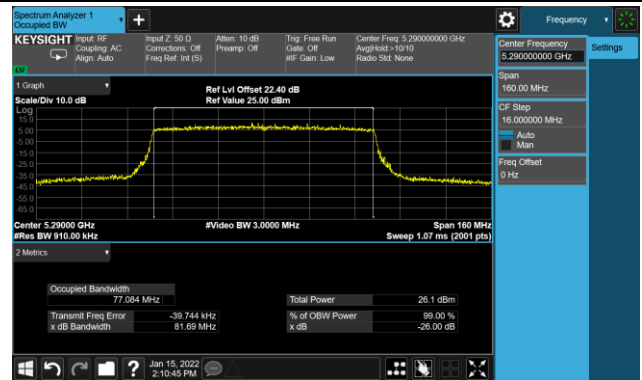 Spectrum Analyzer 1
Occupied BW
Frequency
KEYSIGHT
Input: RF
Coupling: AC
Align: Auto
Input Z: 50 Ω
Corrections: Off
Freq Ref: Int (S)
Atten: 10 dB
Preamp: Off
Trig: Free Run
Gate: Off
#IF Gain: Low
Center Freq: 5.290000000 GHz
Avg|Hold:>10/10
Radio Std: None
Center Frequency
5.290000000 GHz
Settings
Span
160.00 MHz
CF Step
16.000000 MHz
Auto
Man
Freq Offset
0 Hz
1 Graph
Scale/Div 10.0 dB
Ref Lvl Offset 22.40 dB
Ref Value 25.00 dBm
Log
15.0
5.00
-5.00
-15.0
-25.0
-35.0
-45.0
-55.0
-65.0
Center 5.29000 GHz
#Res BW 910.00 kHz
#Video BW 3.0000 MHz
Span 160 MHz
Sweep 1.07 ms (2001 pts)
2 Metrics
Occupied Bandwidth
77.084 MHz
Transmit Freq Error -39.744 kHz
x dB Bandwidth 81.69 MHz
Total Power 26.1 dBm
% of OBW Power 99.00 %
x dB -26.00 dB
Jan 15, 2022
2:10:45 PM